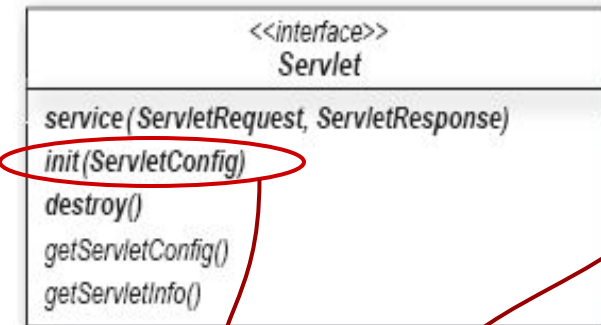 <<interface>>
Servlet
service(ServletRequest, ServletResponse)
init(ServletConfig)
destroy()
getServletConfig()
getServletInfo()